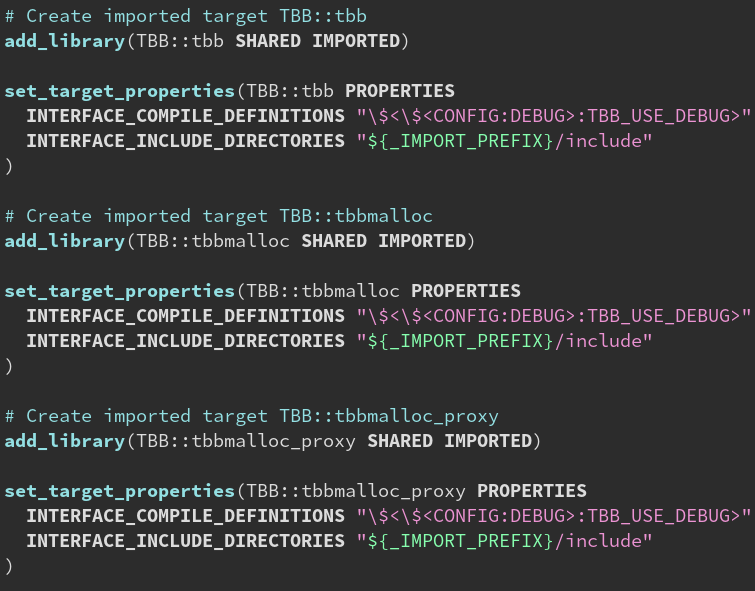 # Create imported target TBB::tbb
add_library(TBB::tbb SHARED IMPORTED)
set_target_properties(TBB::tbb PROPERTIES
  INTERFACE_COMPILE_DEFINITIONS "\$<\$<CONFIG:DEBUG>:TBB_USE_DEBUG>"
  INTERFACE_INCLUDE_DIRECTORIES "${_IMPORT_PREFIX}/include"
)
# Create imported target TBB::tbbmalloc
add_library(TBB::tbbmalloc SHARED IMPORTED)
set_target_properties(TBB::tbbmalloc PROPERTIES
  INTERFACE_COMPILE_DEFINITIONS "\$<\$<CONFIG:DEBUG>:TBB_USE_DEBUG>"
  INTERFACE_INCLUDE_DIRECTORIES "${_IMPORT_PREFIX}/include"
)
# Create imported target TBB::tbbmalloc_proxy
add_library(TBB::tbbmalloc_proxy SHARED IMPORTED)
set_target_properties(TBB::tbbmalloc_proxy PROPERTIES
  INTERFACE_COMPILE_DEFINITIONS "\$<\$<CONFIG:DEBUG>:TBB_USE_DEBUG>"
  INTERFACE_INCLUDE_DIRECTORIES "${_IMPORT_PREFIX}/include"
)